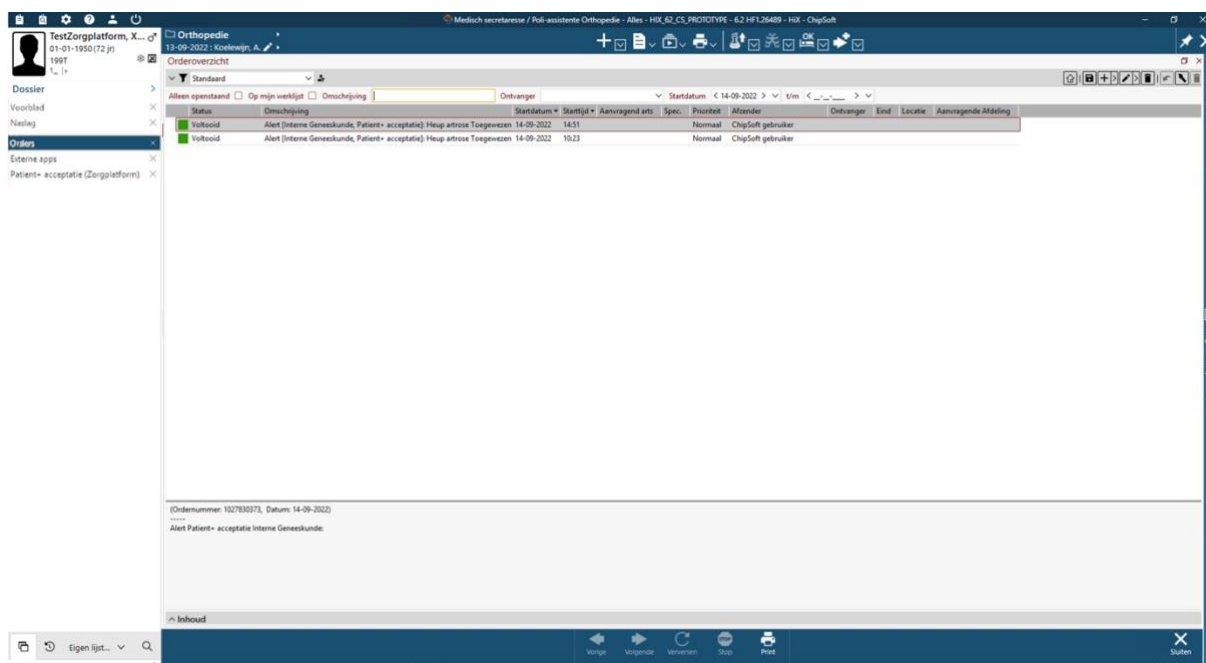 Medisch secretaresse / Poli-assistente Orthopedie - Alles - HIX_62_CS_PROTOTYPE - 6.2 HF1.26489 - HiX - ChipSoft
TestZorgplatform, X...
01-01-1950 (72 jr)
199T
Orthopedie
13-09-2022 : Koelewijn, A.
OK
Dossier
Voorblad
Naslag
Orders
Externe apps
Patient+ acceptatie (Zorgplatform)
Orderoverzicht
Standaard
Alleen openstaand Op mijn werklijst Omschrijving Ontvanger Startdatum < 14-09-2022 > t/m < _-_-__ >
Status Omschrijving Startdatum Starttijd Aanvragend arts Spec. Prioriteit Afzender Ontvanger Eind Locatie Aanvragende Afdeling
Voltooid Alert [Interne Geneeskunde, Patient+ acceptatie]: Heup artrose Toegewezen 14-09-2022 14:51 Normaal ChipSoft gebruiker
Voltooid Alert [Interne Geneeskunde, Patient+ acceptatie]: Heup artrose Toegewezen 14-09-2022 10:23 Normaal ChipSoft gebruiker
(Ordernummer: 1027830373, Datum: 14-09-2022)
-----
Alert Patient+ acceptatie Interne Geneeskunde:
Inhoud
Eigen lijst...
Vorige Volgende Verversen Stop Print Sluiten